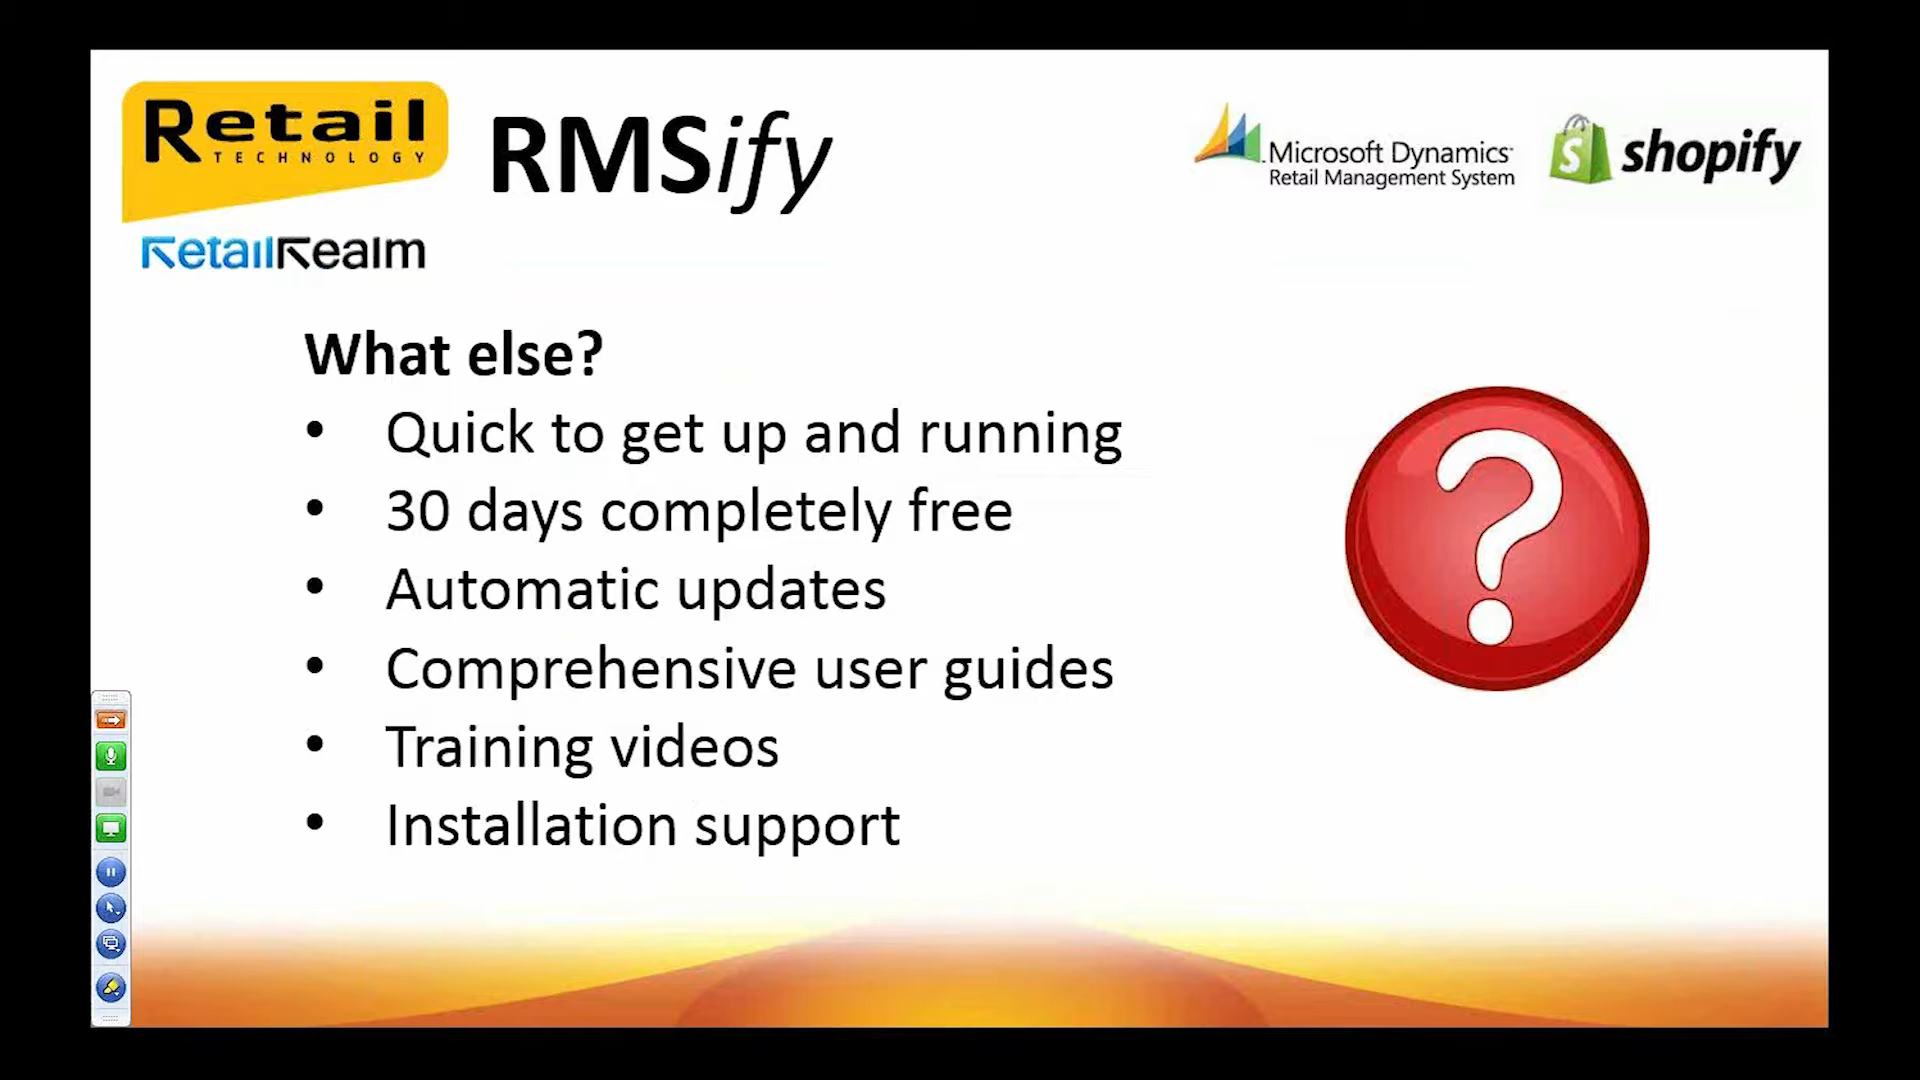 Retail
TECHNOLOGY
RetailRealm
RMSify
Microsoft Dynamics
Retail Management System
shopify
What else?
• Quick to get up and running
• 30 days completely free
• Automatic updates
• Comprehensive user guides
• Training videos
• Installation support